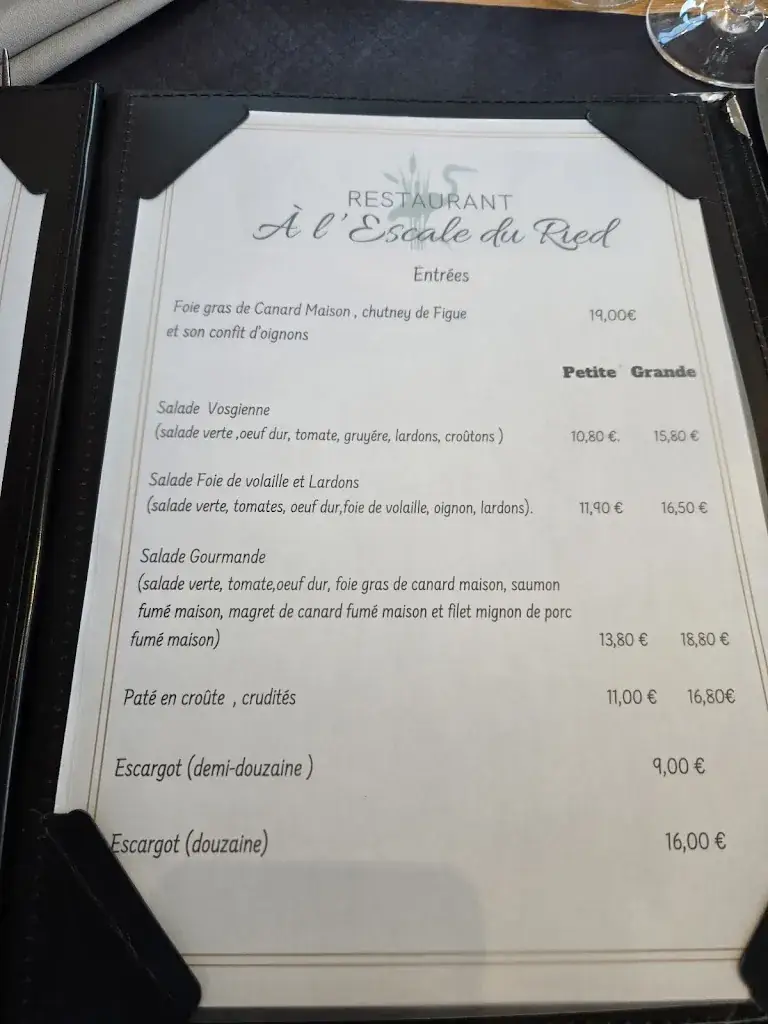 RESTAURANT
À l'Escale du Ried
Entrées
Foie gras de Canard Maison , chutney de Figue 19,00€
et son confit d'oignons
Petite Grande
Salade Vosgienne
(salade verte ,oeuf dur, tomate, gruyére, lardons, croûtons ) 10,80 €. 15,80 €
Salade Foie de volaille et Lardons
(salade verte, tomates, oeuf dur,foie de volaille, oignon, lardons). 11,90 € 16,50 €
Salade Gourmande
(salade verte, tomate,oeuf dur, foie gras de canard maison, saumon
fumé maison, magret de canard fumé maison et filet mignon de porc
fumé maison) 13,80 € 18,80 €
Paté en croûte , crudités 11,00 € 16,80€
Escargot (demi-douzaine ) 9,00 €
Escargot (douzaine) 16,00 €